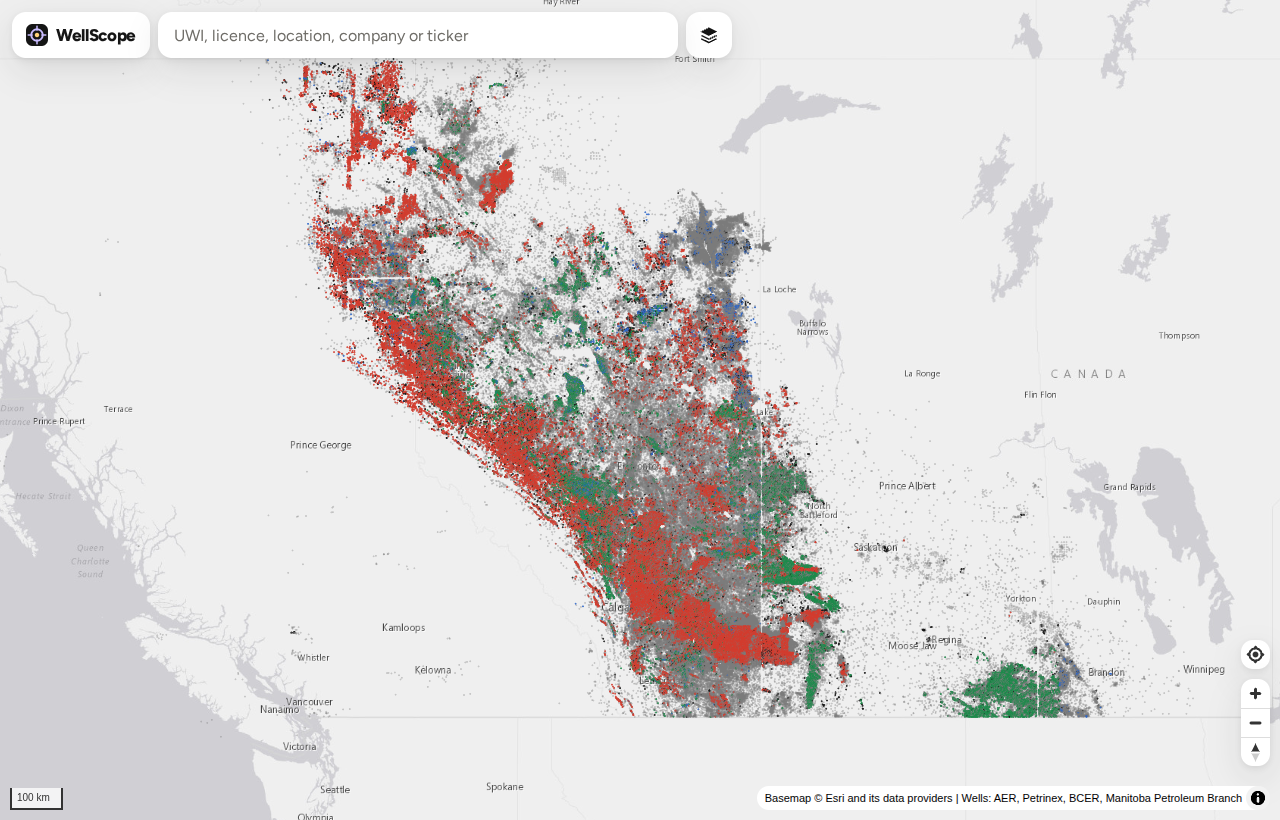 Hay River
WellScope
UWI, licence, location, company or ticker
Fort Smith
La Loche
Buffalo
Narrows
Thompson
La Ronge
CANADA
Flin Flon
Dixon
Prince Rupert
Terrace
Prince George
Lake
Prince Albert
Grand Rapids
Hecate Strait
North
Battleford
Queen
Charlotte
Sound
Saskatoon
Yorkton
Dauphin
Kamloops
Regina
Moose Jaw
Whistler
Kelowna
Brandon
Winnipeg
Vancouver
Nanaimo
Victoria
Seattle
Spokane
100 km
Basemap © Esri and its data providers | Wells: AER, Petrinex, BCER, Manitoba Petroleum Branch
Olympia